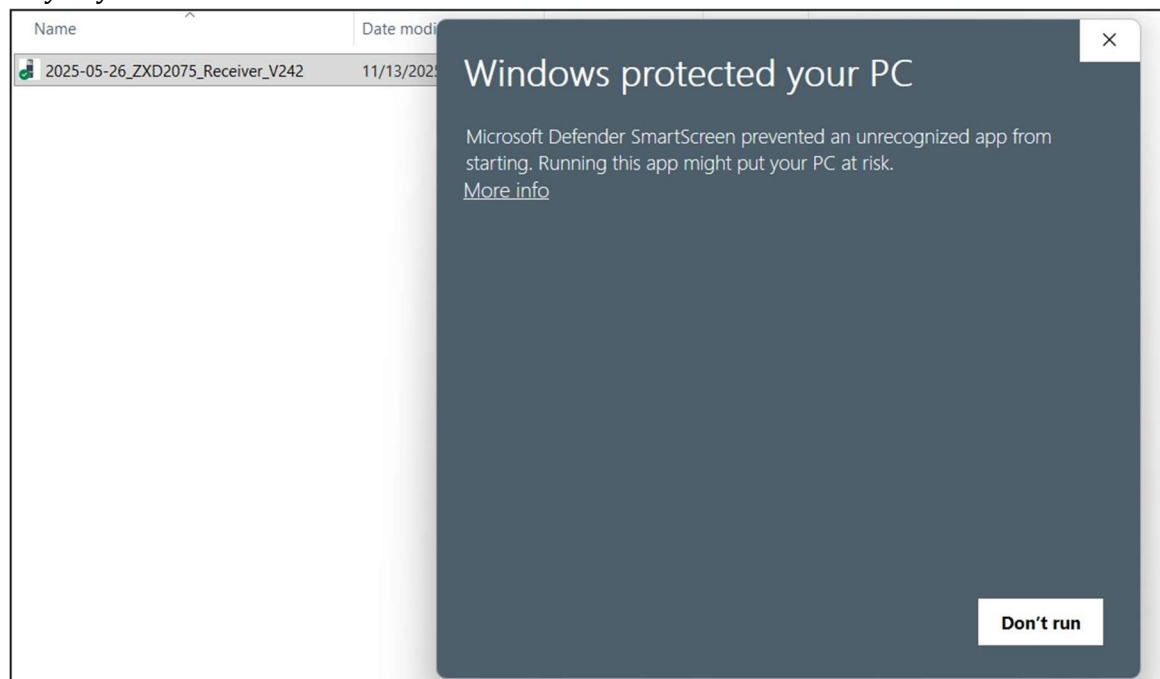 Name
Date modi
2025-05-26_ZXD2075_Receiver_V242
11/13/202
Windows protected your PC
Microsoft Defender SmartScreen prevented an unrecognized app from
starting. Running this app might put your PC at risk.
More info
Don't run